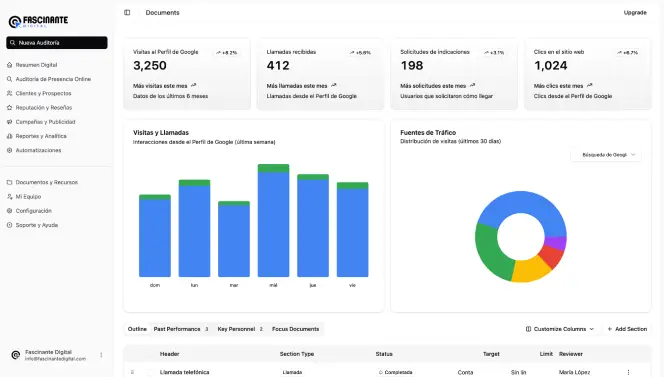 FASCINANTE
DIGITAL
Nueva Auditoría
Resumen Digital
Auditoría de Presencia Online
Clientes y Prospectos
Reputación y Reseñas
Campañas y Publicidad
Reportes y Analítica
Automatizaciones
Documentos y Recursos
Mi Equipo
Configuración
Soporte y Ayuda
Fascinante Digital
info@fascinantedigital.com
Documents
Upgrade
Visitas al Perfil de Google
+8.2%
3,250
Más visitas este mes
Datos de los últimos 6 meses
Llamadas recibidas
+5.6%
412
Más llamadas este mes
Llamadas desde el Perfil de Google
Solicitudes de indicaciones
+3.1%
198
Más solicitudes este mes
Usuarios que solicitaron cómo llegar
Clics en el sitio web
+6.7%
1,024
Más clics este mes
Clics desde el Perfil de Google
Visitas y Llamadas
Interacciones desde el Perfil de Google (última semana)
dom lun mar mié jue vie
Fuentes de Tráfico
Distribución de visitas (últimos 30 días)
Búsqueda de Googl
Outline Past Performance 3 Key Personnel 2 Focus Documents
Customize Columns
+ Add Section
Header Section Type Status Target Limit Reviewer
Llamada telefónica Llamada Completada Conta Sin lín María López